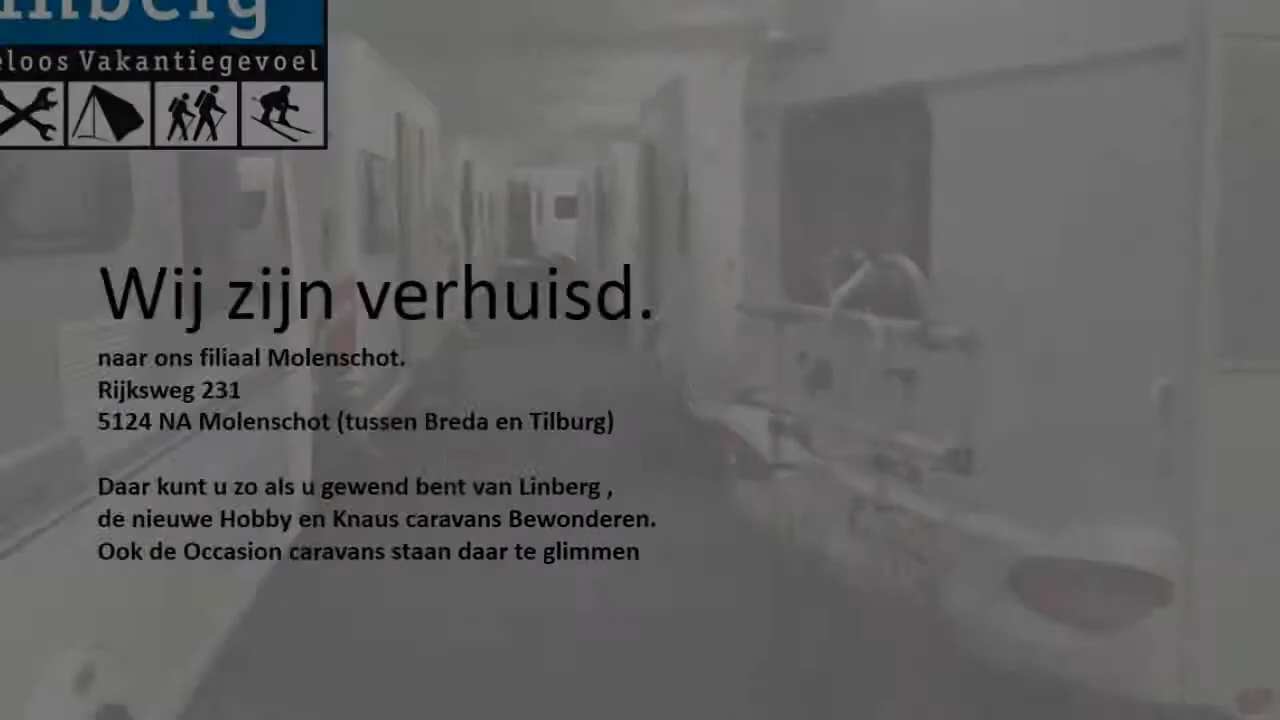 Vakantiegevoel
Wij zijn verhuisd.
naar ons filiaal Molenschot.
Rijksweg 231
5124 NA Molenschot (tussen Breda en Tilburg)
Daar kunt u zo als u gewend bent van Linberg ,
de nieuwe Hobby en Knaus caravans Bewonderen.
Ook de Occasion caravans staan daar te glimmen